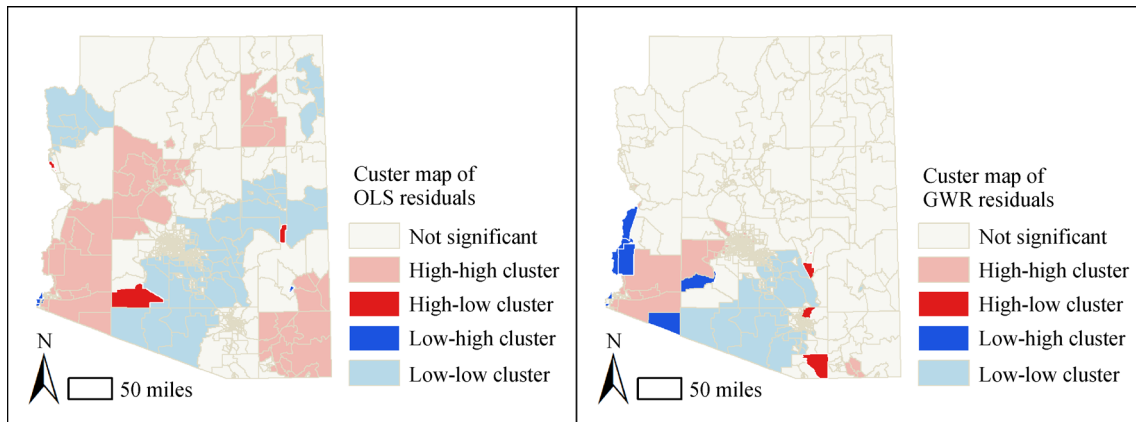 Custer map of
OLS residuals
Not significant
High-high cluster
High-low cluster
Low-high cluster
Low-low cluster
N
50 miles
Custer map of
GWR residuals
Not significant
High-high cluster
High-low cluster
Low-high cluster
Low-low cluster
N
50 miles